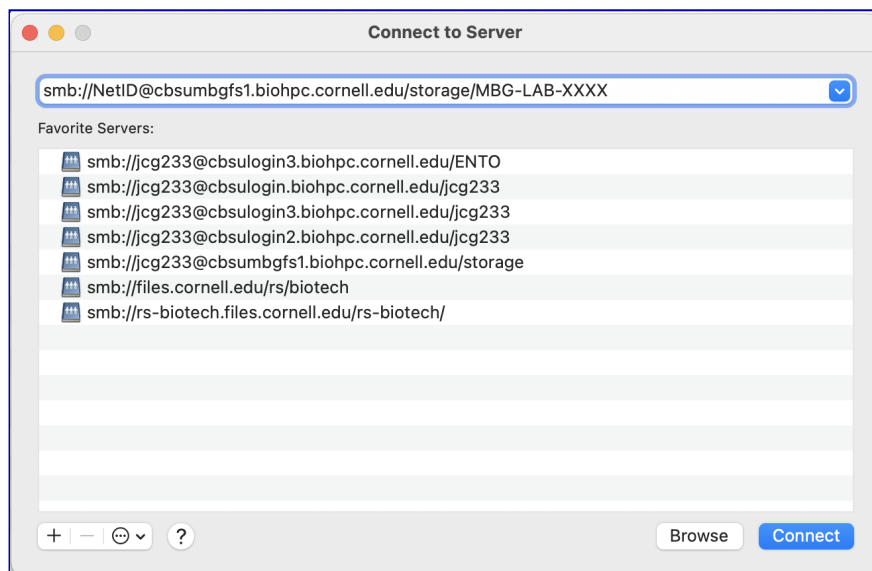 Connect to Server
smb://NetID@cbsumbgfs1.biohpc.cornell.edu/storage/MBG-LAB-XXXX
Favorite Servers:
smb://jcg233@cbsulogin3.biohpc.cornell.edu/ENTO
smb://jcg233@cbsulogin.biohpc.cornell.edu/jcg233
smb://jcg233@cbsulogin3.biohpc.cornell.edu/jcg233
smb://jcg233@cbsulogin2.biohpc.cornell.edu/jcg233
smb://jcg233@cbsumbgfs1.biohpc.cornell.edu/storage
smb://files.cornell.edu/rs/biotech
smb://rs-biotech.files.cornell.edu/rs-biotech/
+ − ? Browse Connect